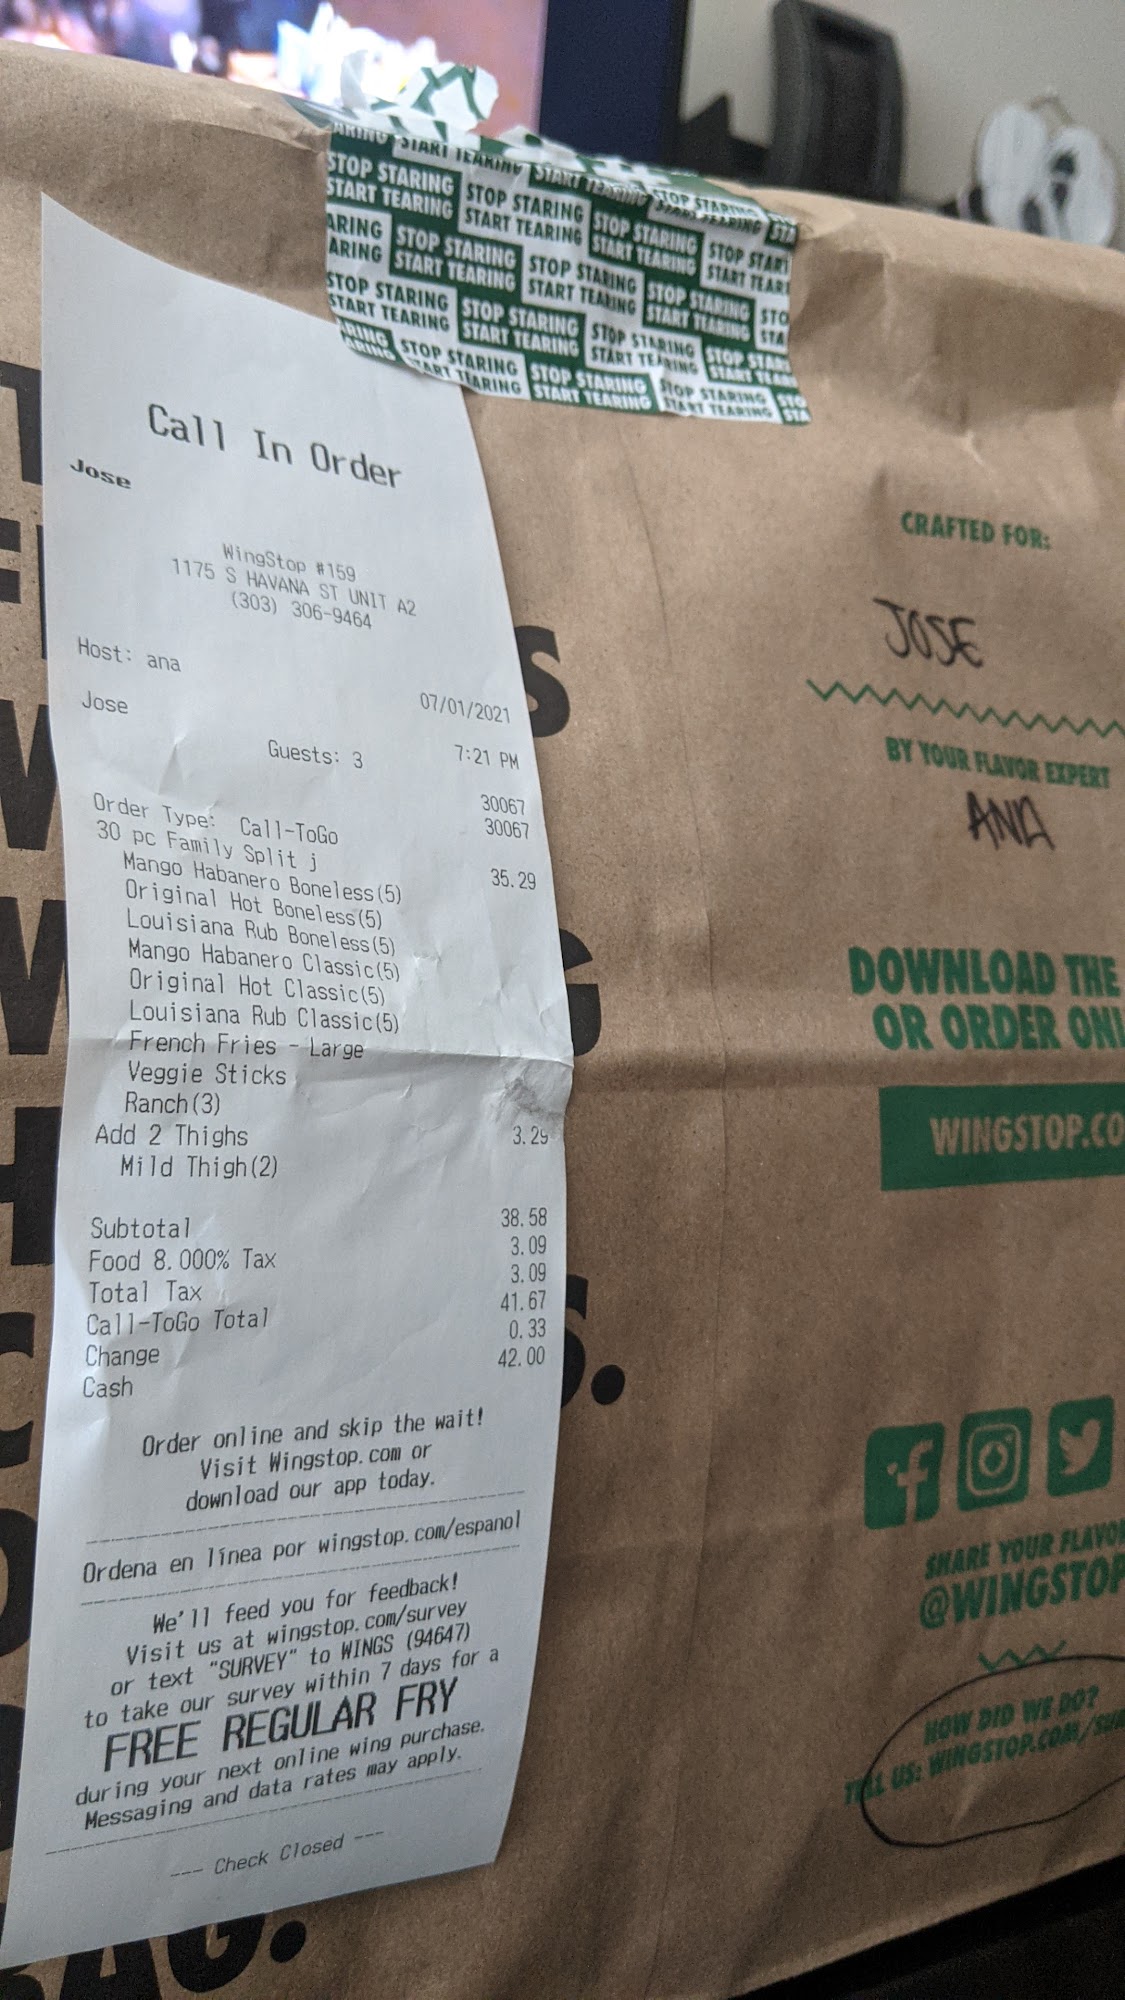 STOP STARING START TEARING
Call In Order
Jose
WingStop #159
1175 S HAVANA ST UNIT A2
(303) 306-9464
Host: ana
Jose 07/01/2021
Guests: 3 7:21 PM
30067
Order Type: Call-ToGo 30067
30 pc Family Split j 35.29
Mango Habanero Boneless(5)
Original Hot Boneless(5)
Louisiana Rub Boneless(5)
Mango Habanero Classic(5)
Original Hot Classic(5)
Louisiana Rub Classic(5)
French Fries - Large
Veggie Sticks
Ranch(3)
Add 2 Thighs 3.29
Mild Thigh(2)
Subtotal 38.58
Food 8.000% Tax 3.09
Total Tax 3.09
Call-ToGo Total 41.67
Change 0.33
Cash 42.00
Order online and skip the wait!
Visit Wingstop.com or
download our app today.
Ordena en línea por wingstop.com/espanol
We'll feed you for feedback!
Visit us at wingstop.com/survey
or text "SURVEY" to WINGS (94647)
to take our survey within 7 days for a
FREE REGULAR FRY
during your next online wing purchase.
Messaging and data rates may apply.
--- Check Closed ---
CRAFTED FOR:
JOSE
BY YOUR FLAVOR EXPERT
ANA
DOWNLOAD THE
OR ORDER ONL
WINGSTOP.CO
SHARE YOUR FLAVO
@WINGSTOP
HOW DID WE DO?
TELL US: WINGSTOP.COM/SU